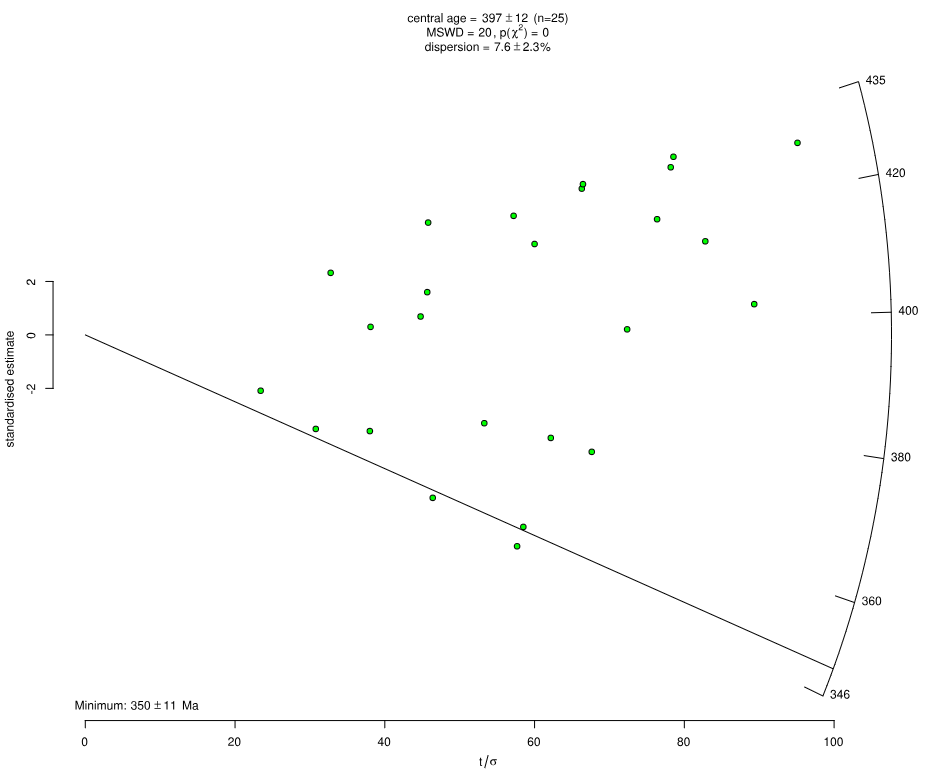 central age = 397 ± 12 (n=25)
MSWD = 20, p(χ²) = 0
dispersion = 7.6 ± 2.3%
435
420
400
380
360
346
standardised estimate
2
0
-2
Minimum: 350 ± 11 Ma
0 20 40 60 80 100
t/σ